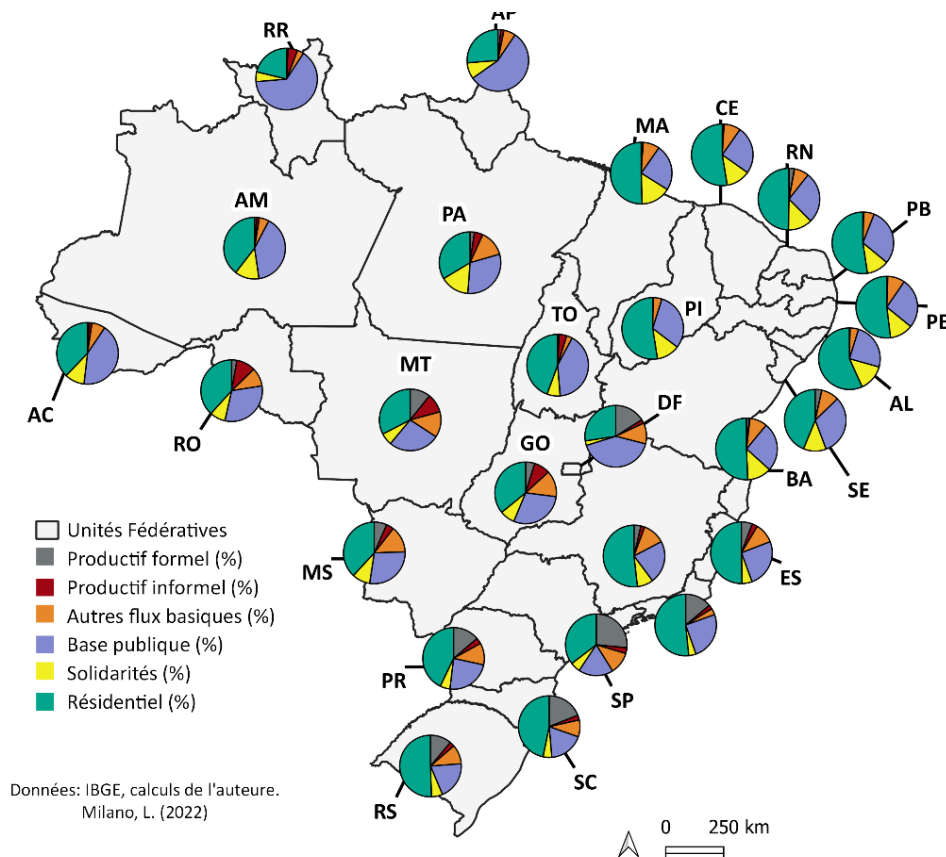 AP
RR
CE
MA
RN
AM
PA
PB
TO
PI
PE
MT
AC
DF
AL
RO
GO
BA
SE
Unités Fédératives
Productif formel (%)
MS
ES
Productif informel (%)
Autres flux basiques (%)
Base publique (%)
Solidarités (%)
PR
SP
Résidentiel (%)
SC
Données: IBGE, calculs de l'auteure.
RS
Milano, L. (2022)
0 250 km